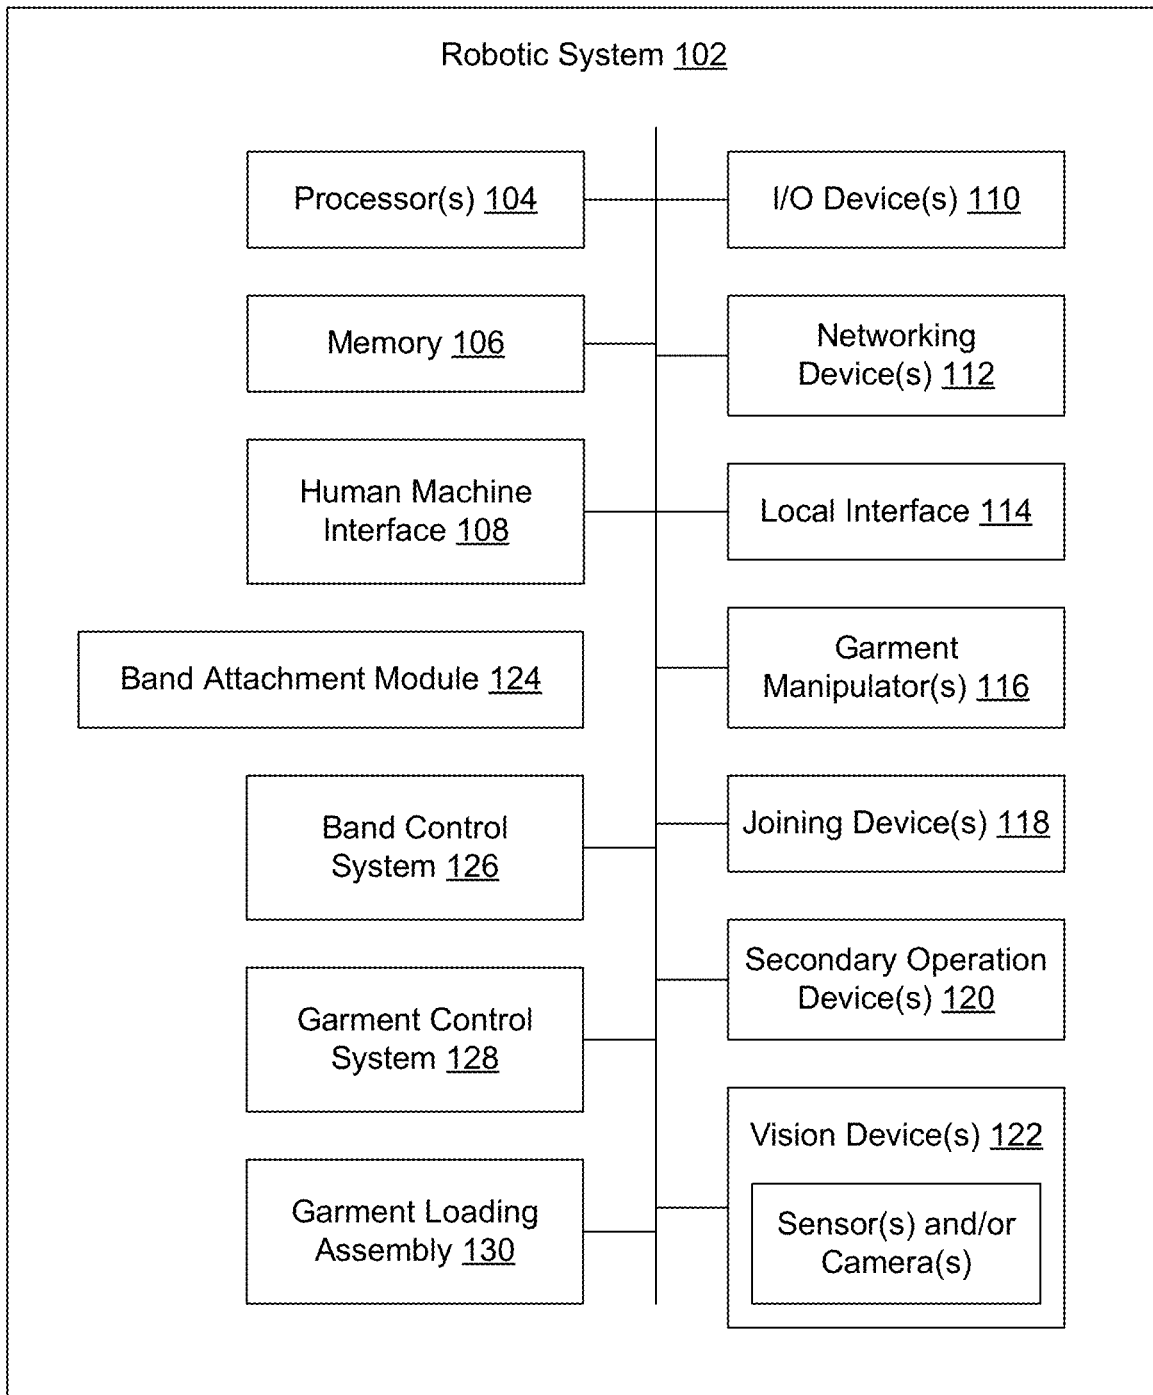 Robotic System 102
Processor(s) 104
I/O Device(s) 110
Memory 106
Networking
Device(s) 112
Human Machine
Interface 108
Local Interface 114
Band Attachment Module 124
Garment
Manipulator(s) 116
Band Control
System 126
Joining Device(s) 118
Garment Control
System 128
Secondary Operation
Device(s) 120
Garment Loading
Assembly 130
Vision Device(s) 122
Sensor(s) and/or
Camera(s)